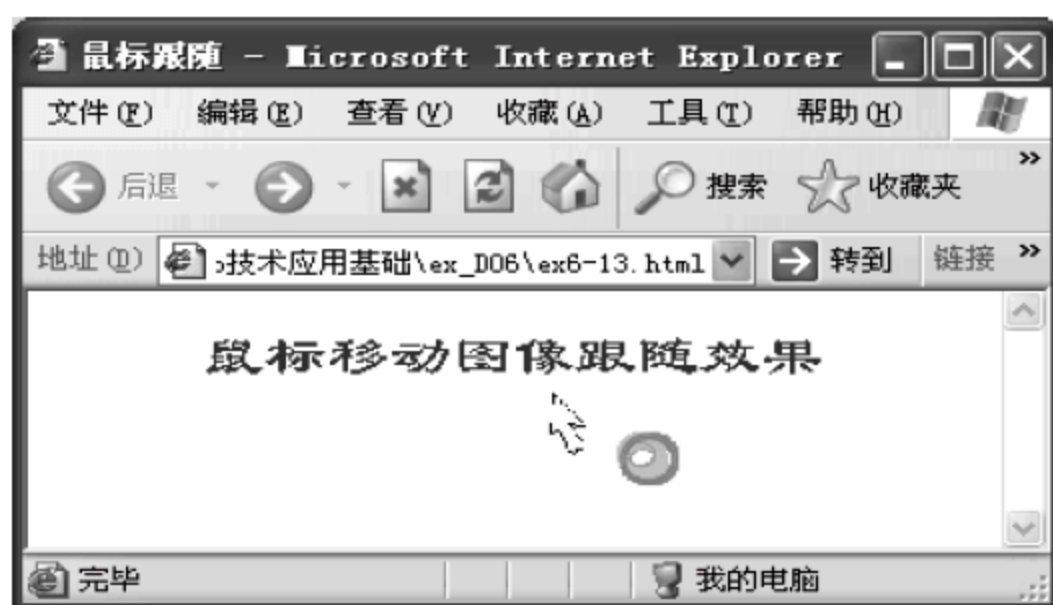 鼠标跟随 - Microsoft Internet Explorer
文件(F) 编辑(E) 查看(V) 收藏(A) 工具(T) 帮助(H)
后退 搜索 收藏夹 »
地址(D) 技术应用基础\ex_D06\ex6-13.html 转到 链接 »
鼠标移动图像跟随效果
完毕 我的电脑